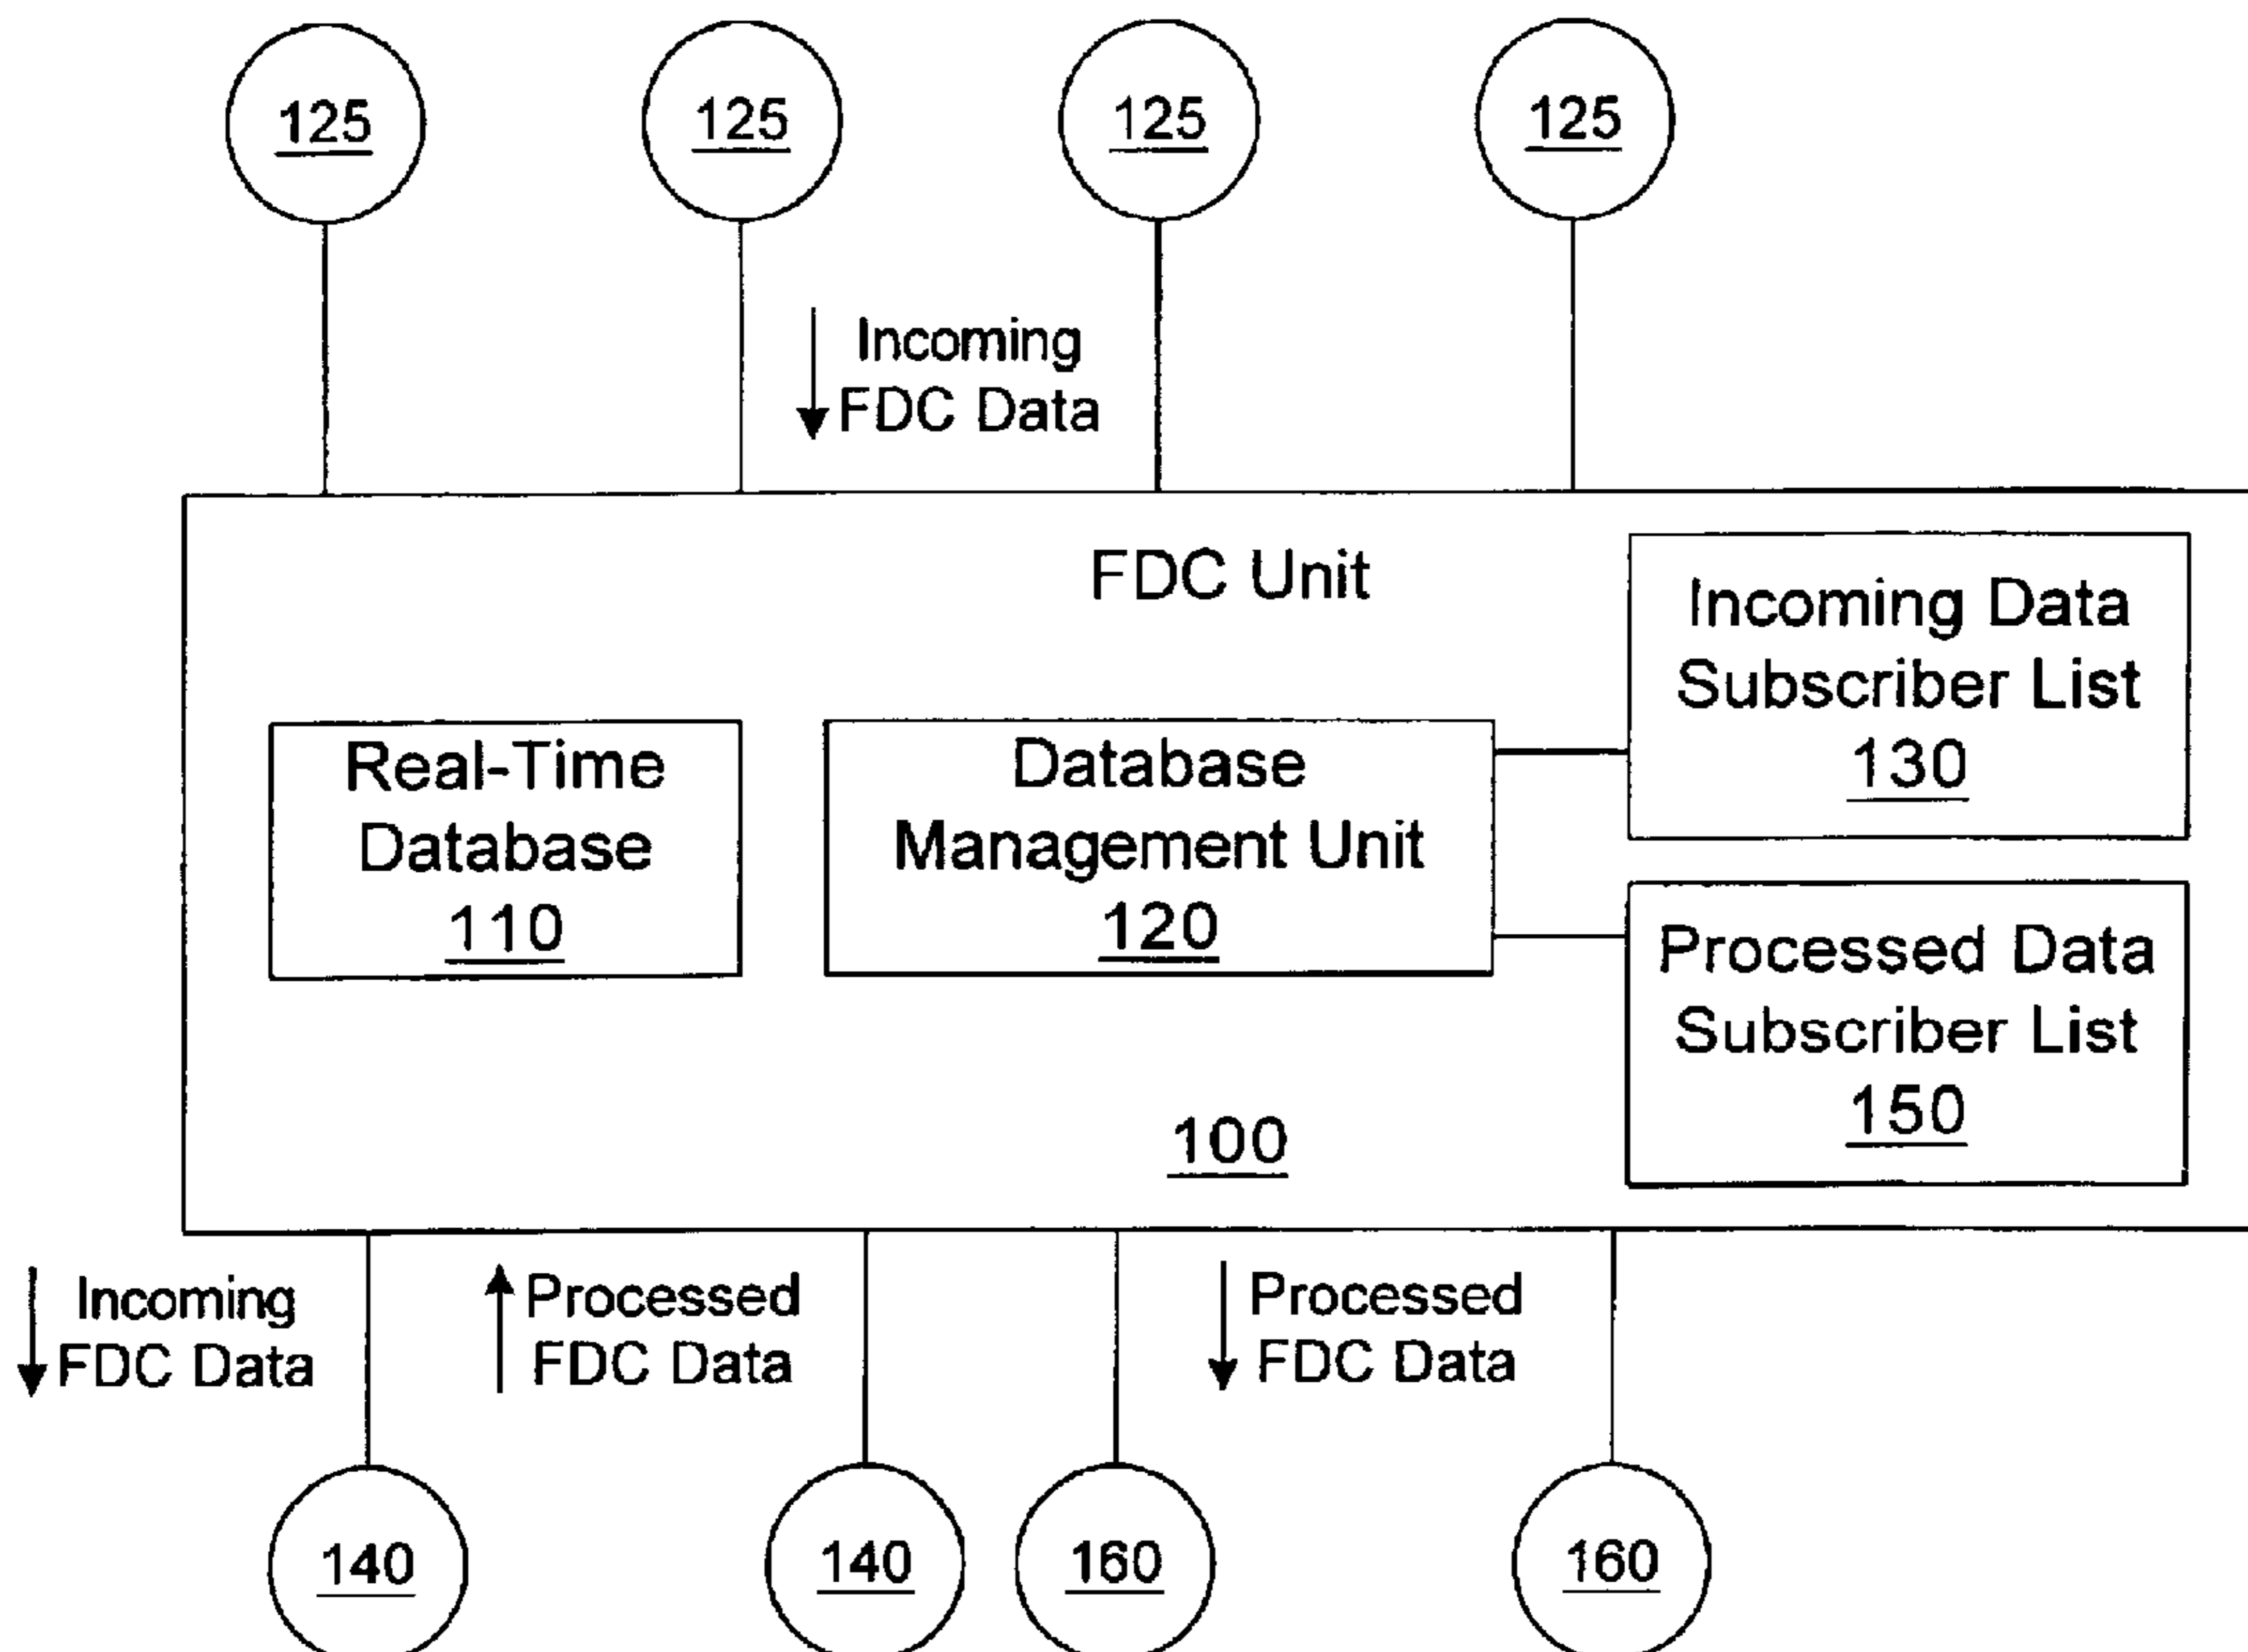 125 125 125 125
Incoming
FDC Data
FDC Unit
Incoming Data
Subscriber List
130
Real-Time
Database
110
Database
Management Unit
120
Processed Data
Subscriber List
150
100
Incoming
FDC Data
Processed
FDC Data
Processed
FDC Data
140 140 160 160